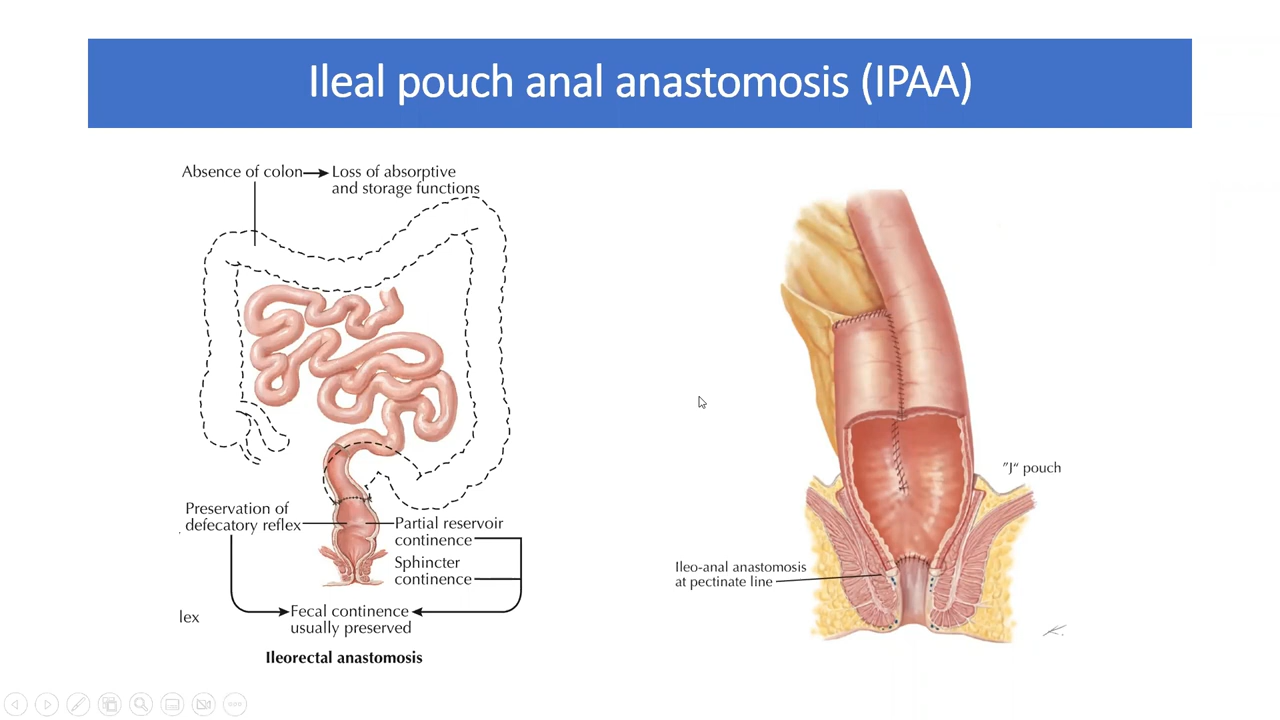 Ileal pouch anal anastomosis (IPAA)
Absence of colon
Loss of absorptive
and storage functions
Preservation of
defecatory reflex
Partial reservoir
continence
Sphincter
continence
Fecal continence
usually preserved
lex
Ileorectal anastomosis
"J" pouch
Ileo-anal anastomosis
at pectinate line